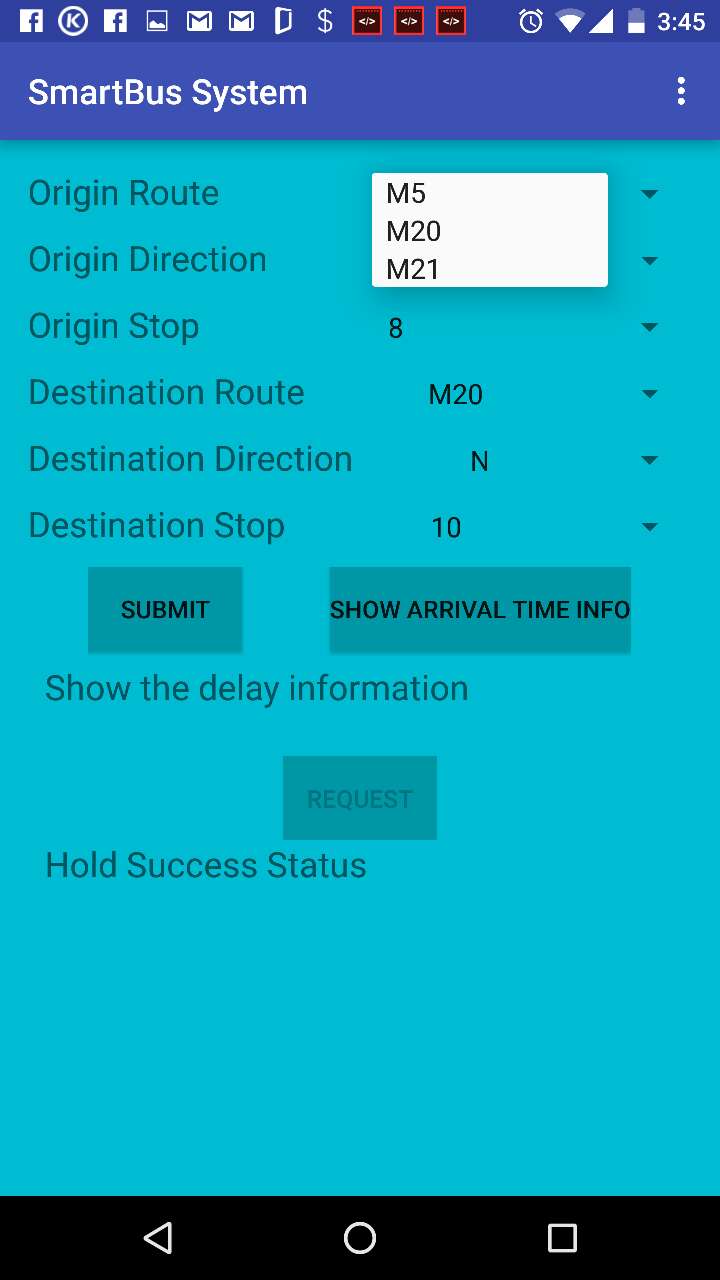 3:45
SmartBus System
Origin Route
M5
M20
M21
Origin Direction
Origin Stop 8
Destination Route M20
Destination Direction N
Destination Stop 10
SUBMIT SHOW ARRIVAL TIME INFO
Show the delay information
REQUEST
Hold Success Status